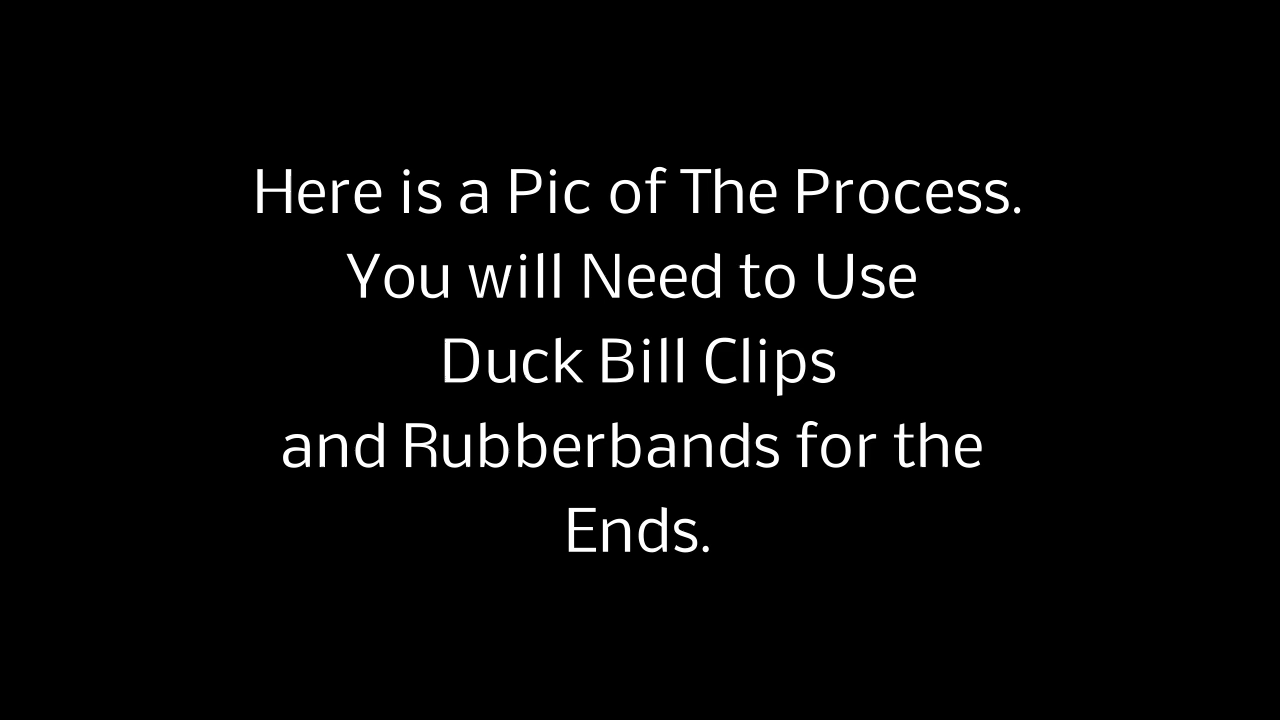 Here is a Pic of The Process.
You will Need to Use
Duck Bill Clips
and Rubberbands for the
Ends.